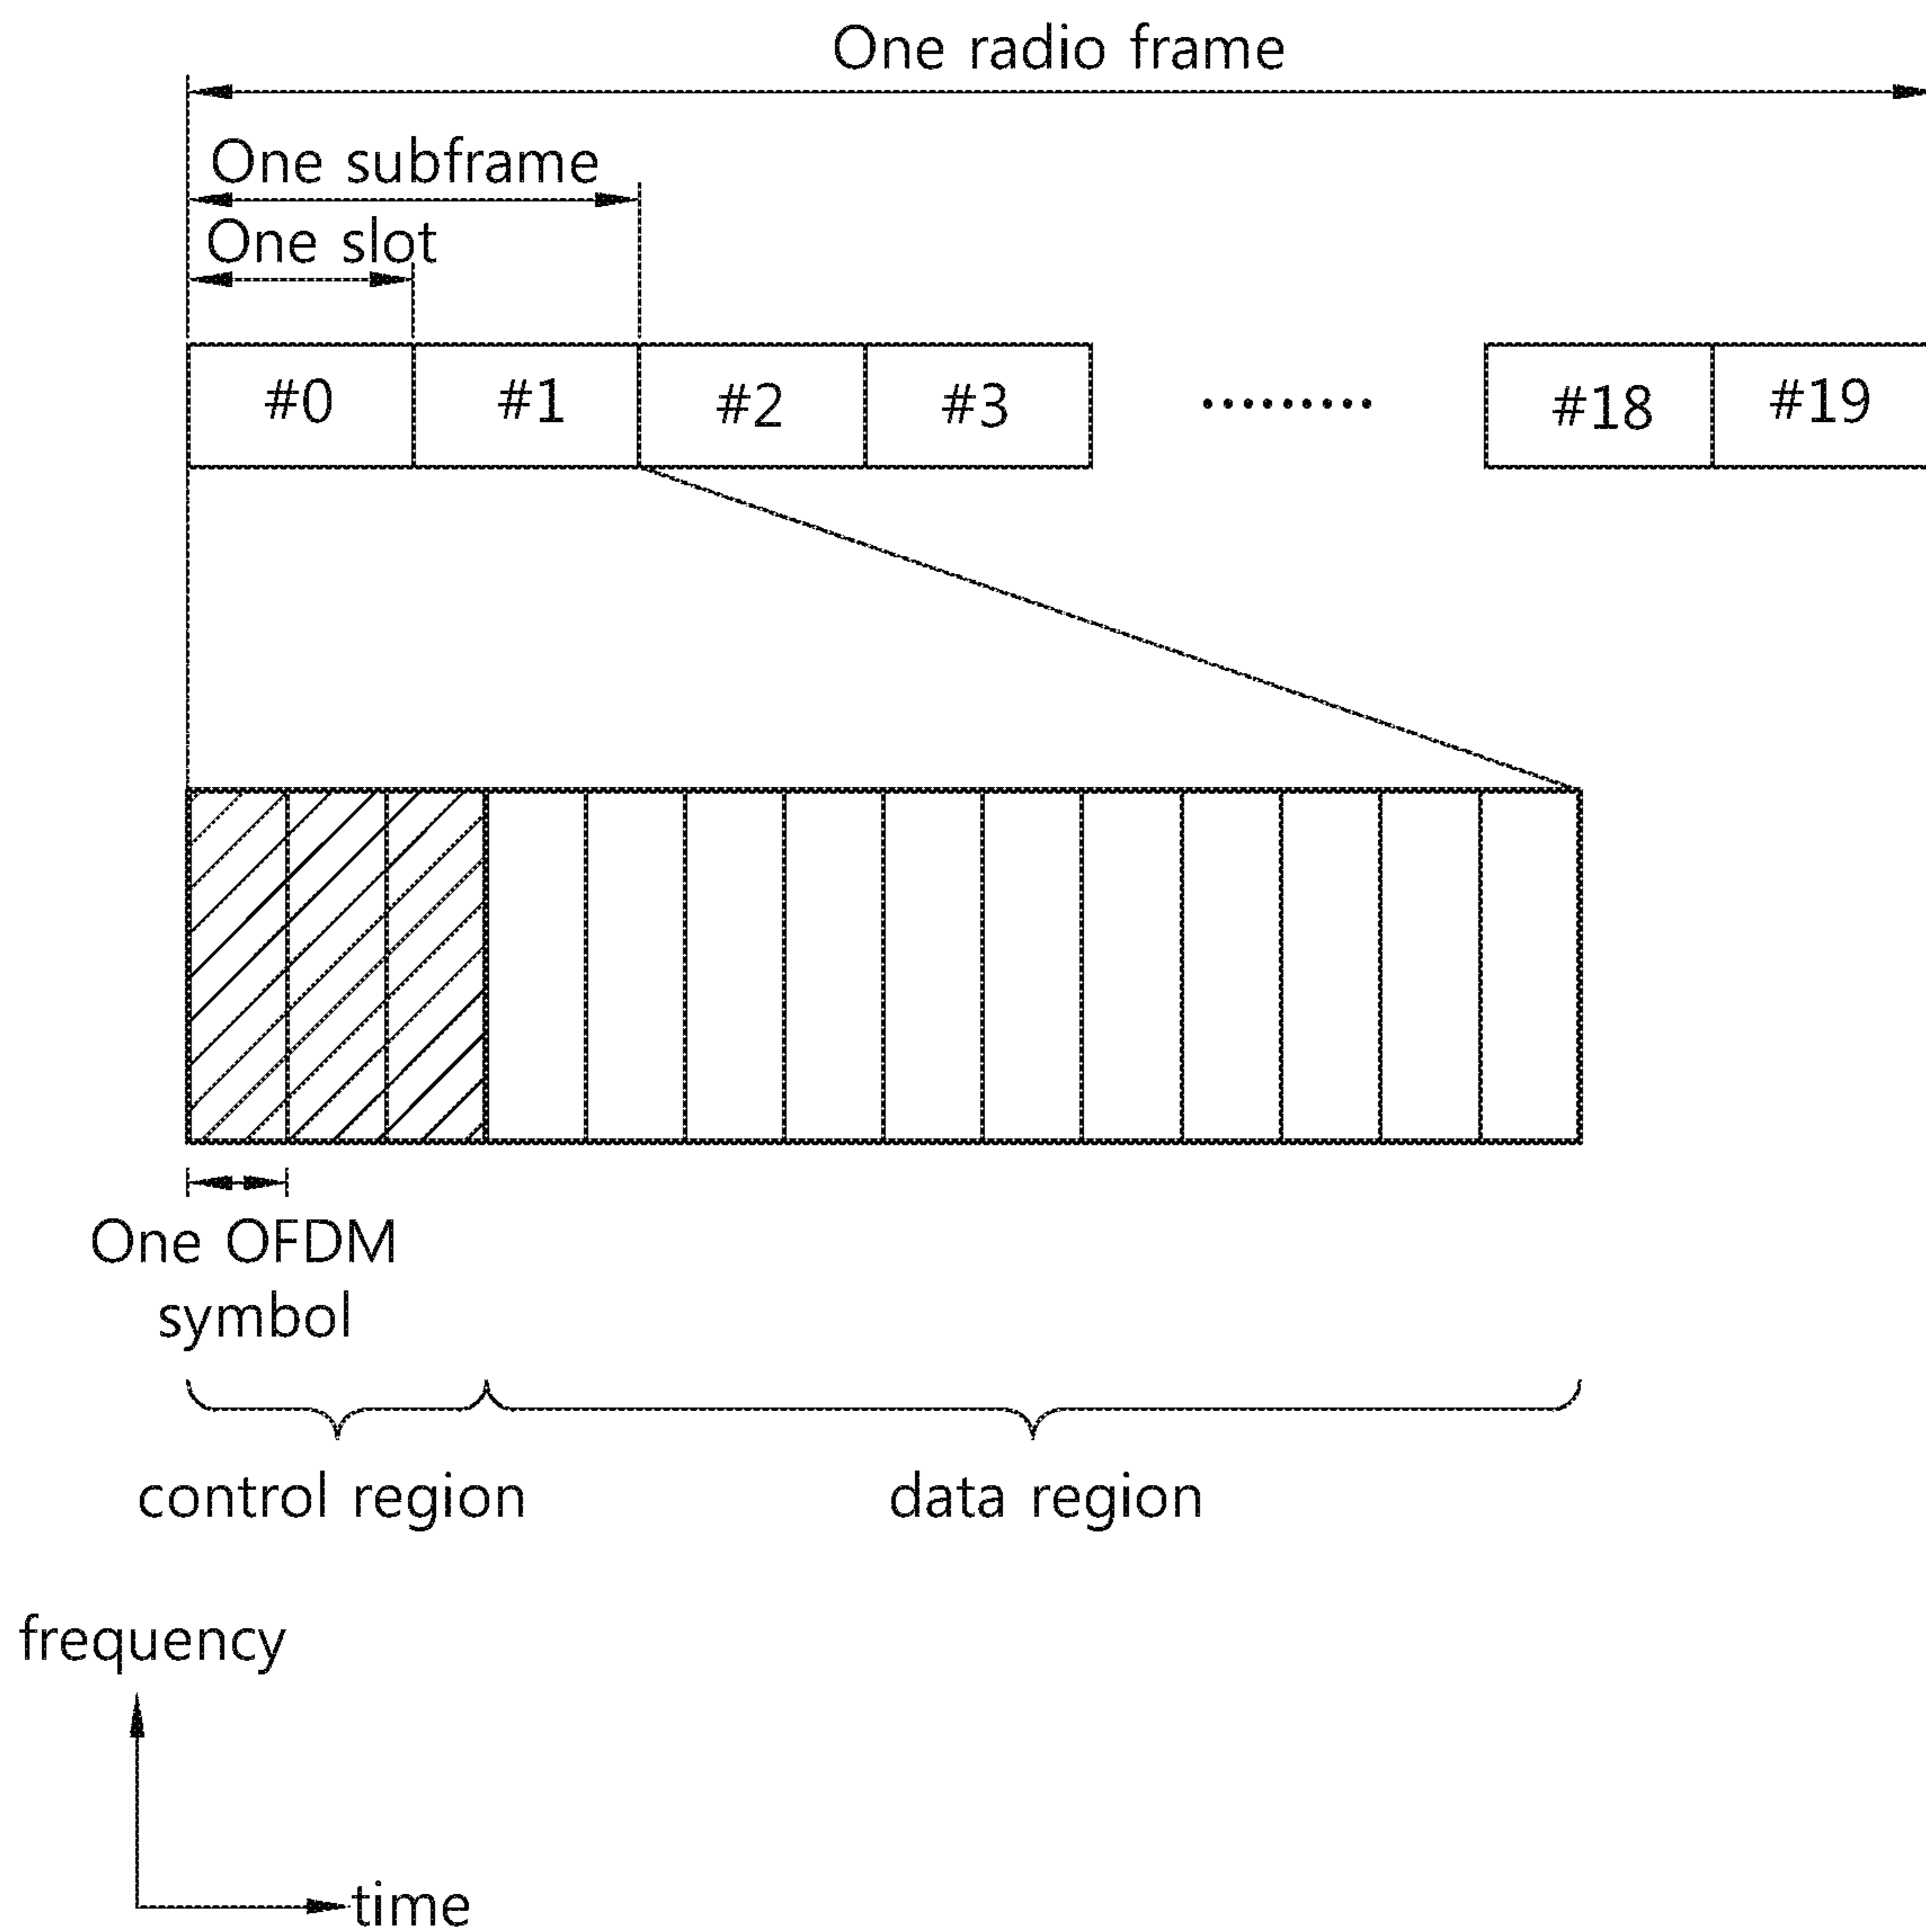 One radio frame
One subframe
One slot
#0 #1 #2 #3 ......... #18 #19
One OFDM
symbol
control region data region
frequency
time